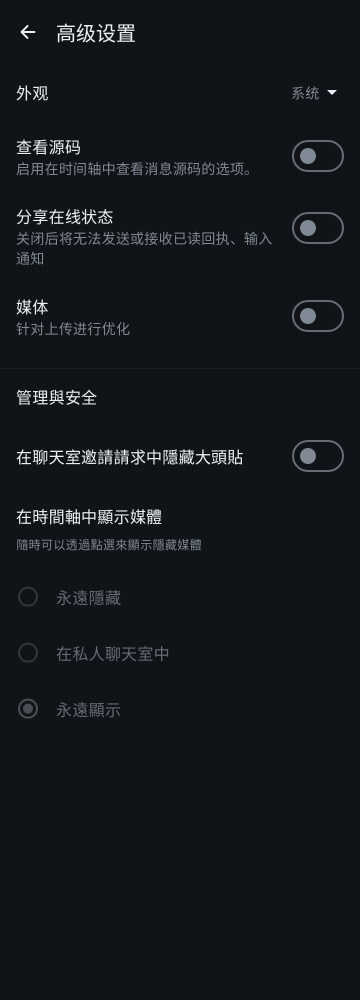 高级设置
外观
系统
查看源码
启用在时间轴中查看消息源码的选项。
分享在线状态
关闭后将无法发送或接收已读回执、输入
通知
媒体
针对上传进行优化
管理與安全
在聊天室邀請請求中隱藏大頭貼
在時間軸中顯示媒體
隨時可以透過點選來顯示隱藏媒體
永遠隱藏
在私人聊天室中
永遠顯示